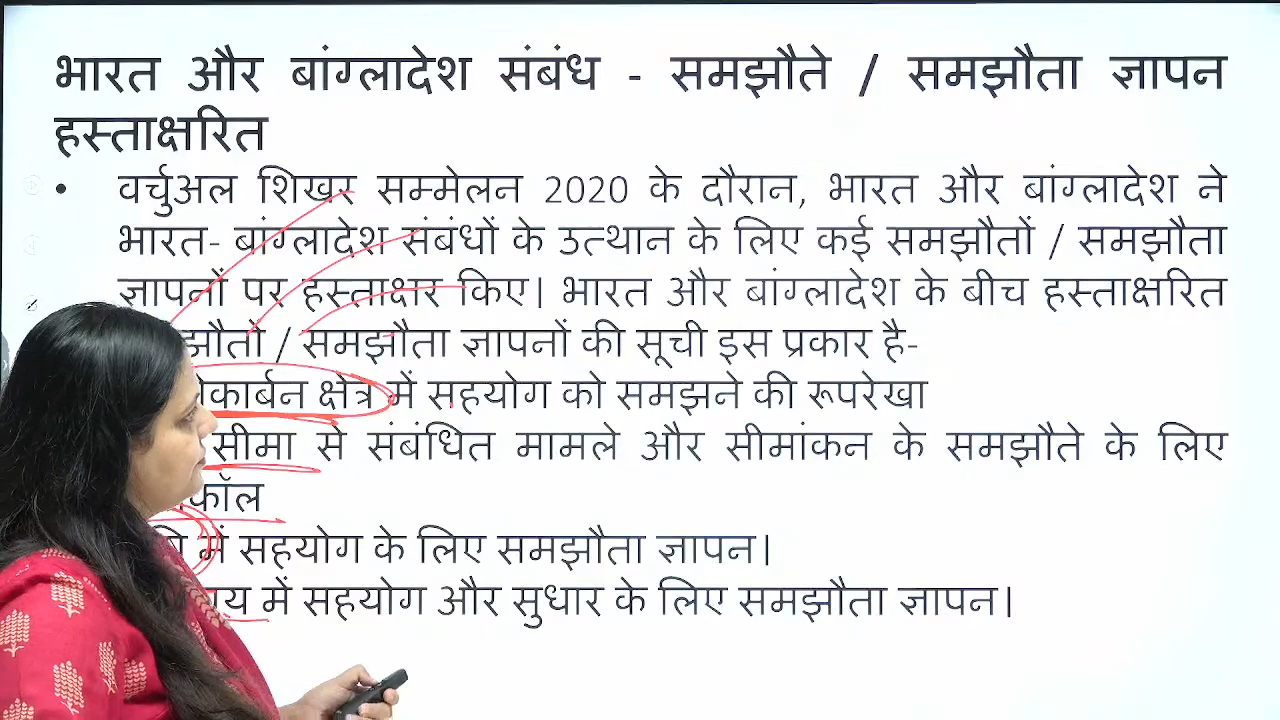 भारत और बांग्लादेश संबंध - समझौते / समझौता ज्ञापन
हस्ताक्षरित
• वर्चुअल शिखर सम्मेलन 2020 के दौरान, भारत और बांग्लादेश ने
भारत- बांग्लादेश संबंधों के उत्थान के लिए कई समझौतों / समझौता
ज्ञापनों पर हस्ताक्षर किए। भारत और बांग्लादेश के बीच हस्ताक्षरित
/ समझौता ज्ञापनों की सूची इस प्रकार है-
क्षेत्र में सहयोग को समझने की रूपरेखा
सीमा से संबंधित मामले और सीमांकन के समझौते के लिए
में सहयोग के लिए समझौता ज्ञापन।
में सहयोग और सुधार के लिए समझौता ज्ञापन।